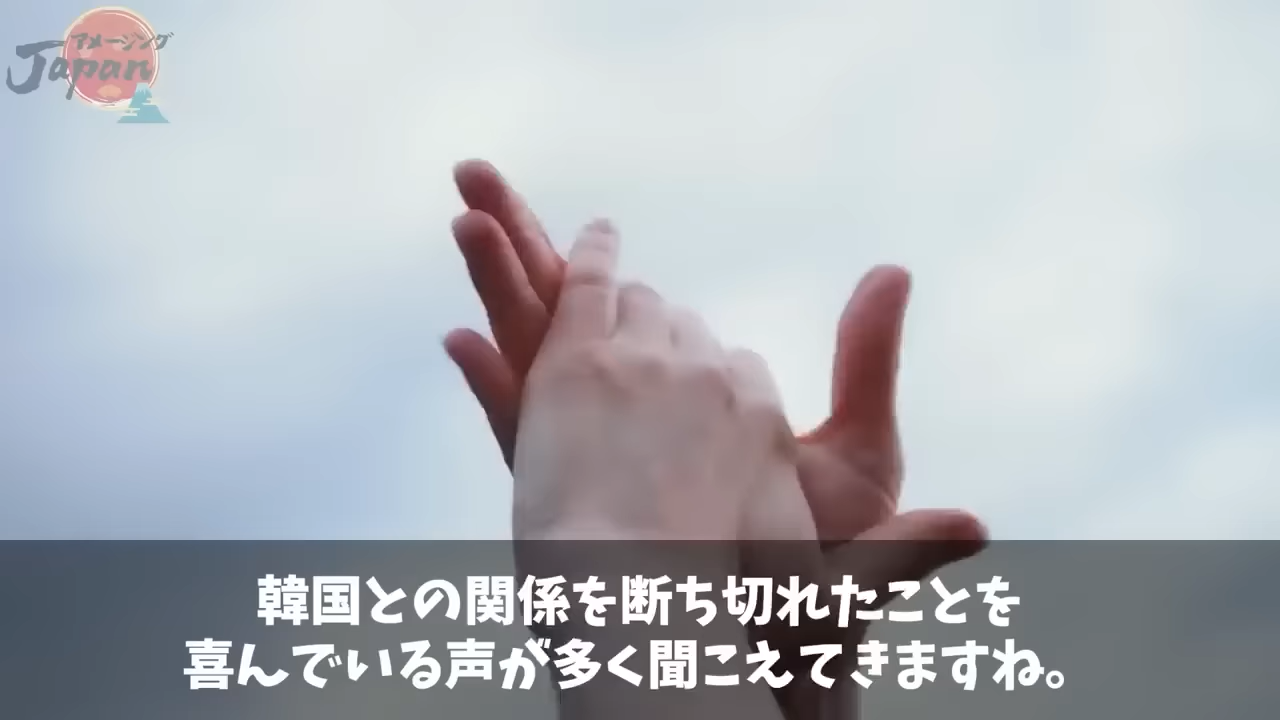 アメージング
Japan
韓国との関係を断ち切れたことを
喜んでいる声が多く聞こえてきますね。